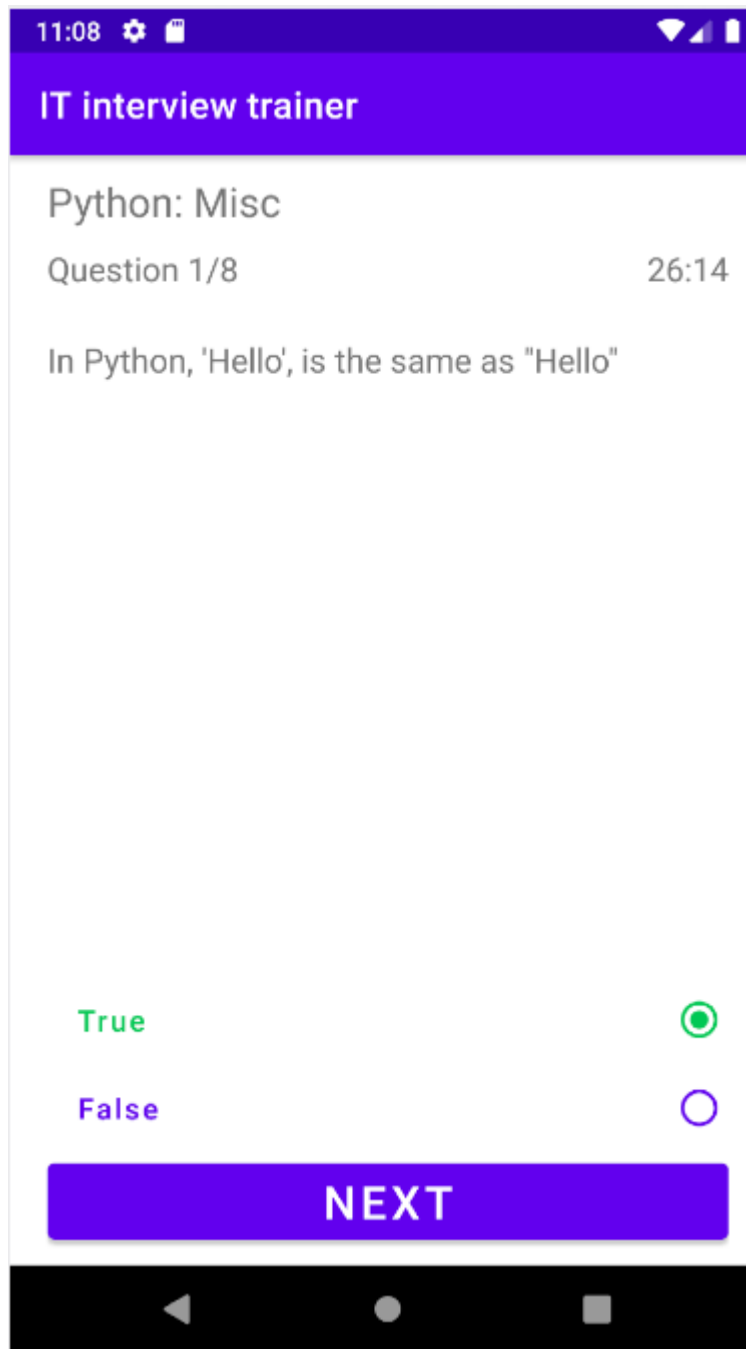 11:08
IT interview trainer
Python: Misc
Question 1/8 26:14
In Python, 'Hello', is the same as "Hello"
True
False
NEXT